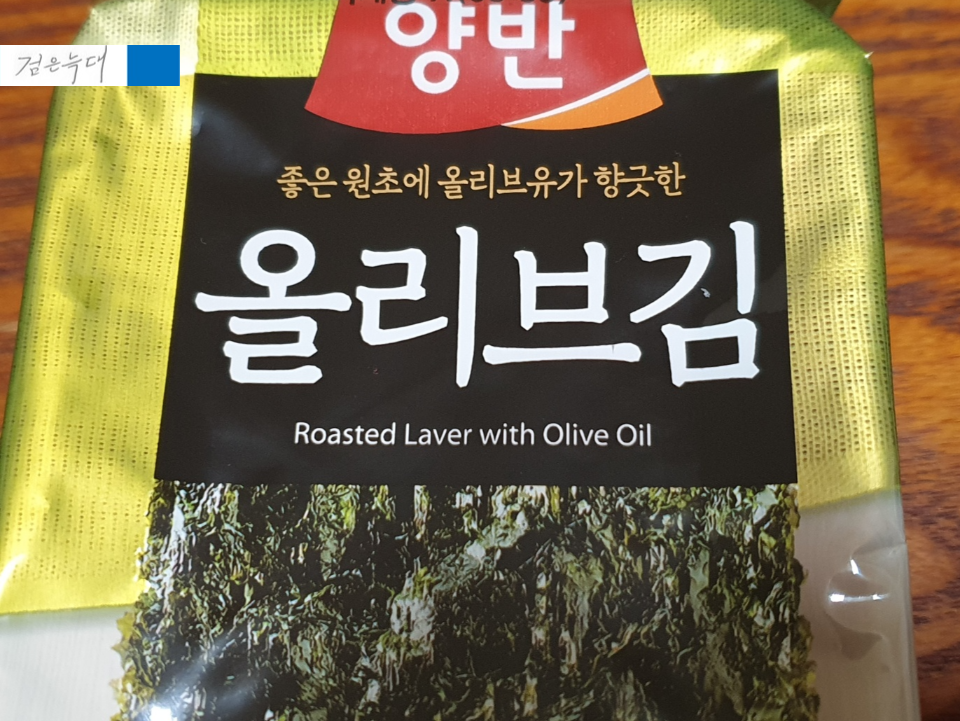 검은늑대
양반
좋은 원초에 올리브유가 향긋한
올리브김
Roasted Laver with Olive Oil